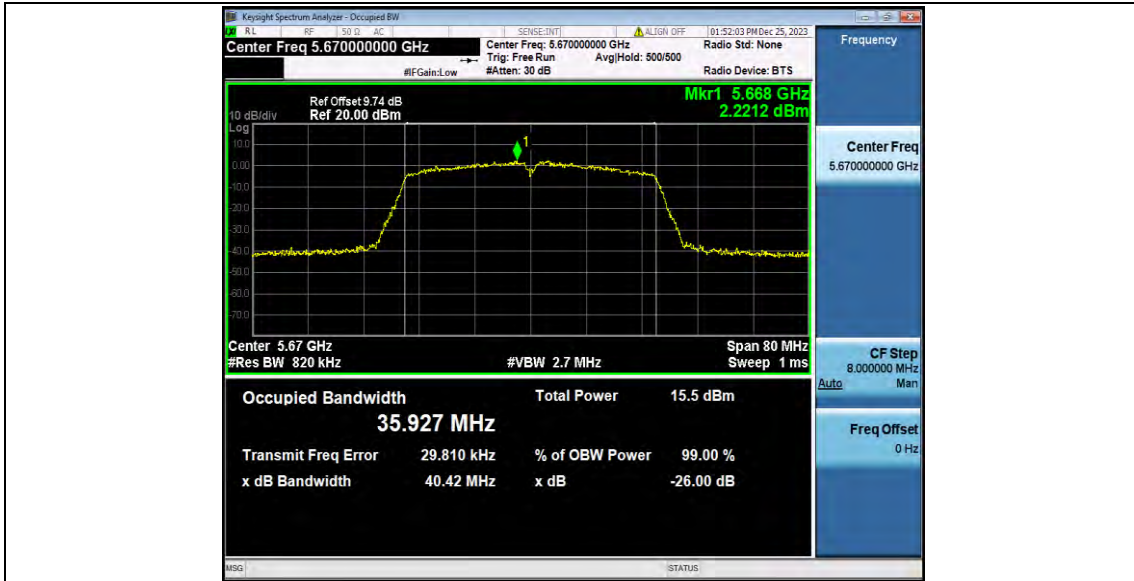 Keysight Spectrum Analyzer - Occupied BW
RL RF 50 Ω AC SENSE:INT ALIGN OFF 01:52:03 PM Dec 25, 2023
Center Freq 5.670000000 GHz
Center Freq: 5.670000000 GHz Radio Std: None
Trig: Free Run Avg|Hold: 500/500
#IFGain:Low #Atten: 30 dB Radio Device: BTS
Frequency
Mkr1 5.668 GHz
2.2212 dBm
Ref Offset 9.74 dB
10 dB/div Ref 20.00 dBm
Log
10.0
0.00
-10.0
-20.0
-30.0
-40.0
-50.0
-60.0
-70.0
1
Center Freq
5.670000000 GHz
Center 5.67 GHz Span 80 MHz
#Res BW 820 kHz #VBW 2.7 MHz Sweep 1 ms
CF Step
8.000000 MHz
Auto Man
Occupied Bandwidth Total Power 15.5 dBm
35.927 MHz
Transmit Freq Error 29.810 kHz % of OBW Power 99.00 %
x dB Bandwidth 40.42 MHz x dB -26.00 dB
Freq Offset
0 Hz
MSG STATUS